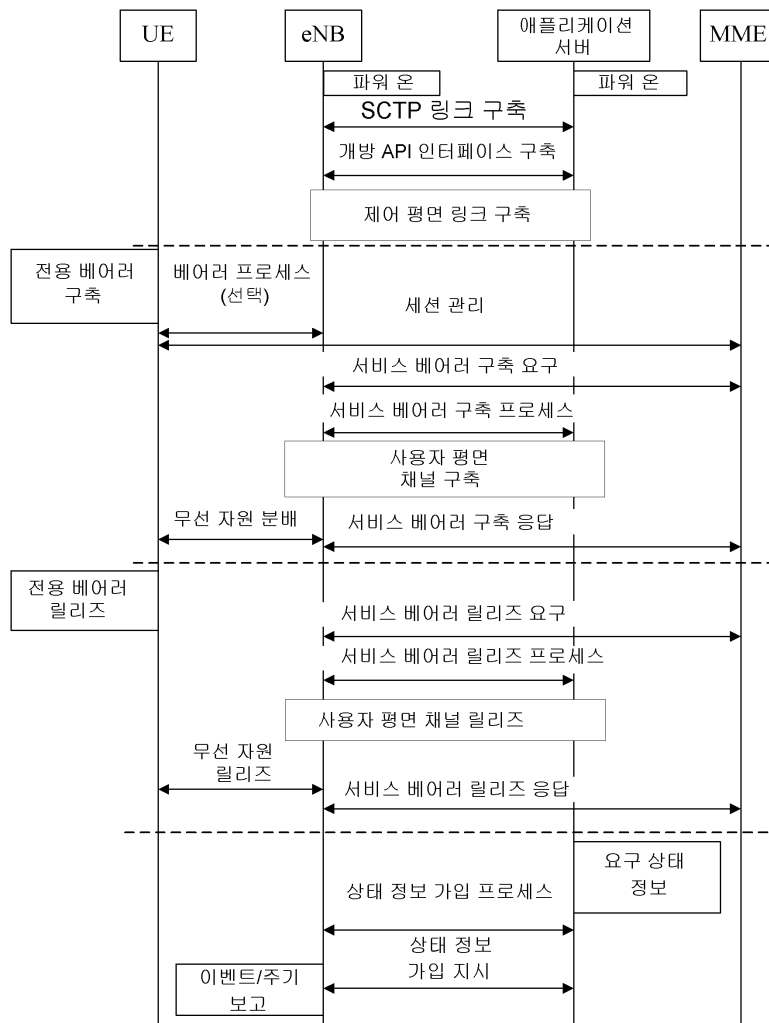 UE
eNB
애플리케이션
서버
MME
파워 온
파워 온
SCTP 링크 구축
개방 API 인터페이스 구축
제어 평면 링크 구축
전용 베어러
구축
베어러 프로세스
(선택)
세션 관리
서비스 베어러 구축 요구
서비스 베어러 구축 프로세스
사용자 평면
채널 구축
무선 자원 분배
서비스 베어러 구축 응답
전용 베어러
릴리즈
서비스 베어러 릴리즈 요구
서비스 베어러 릴리즈 프로세스
사용자 평면 채널 릴리즈
무선 자원
릴리즈
서비스 베어러 릴리즈 응답
요구 상태
정보
상태 정보 가입 프로세스
상태 정보
가입 지시
이벤트/주기
보고